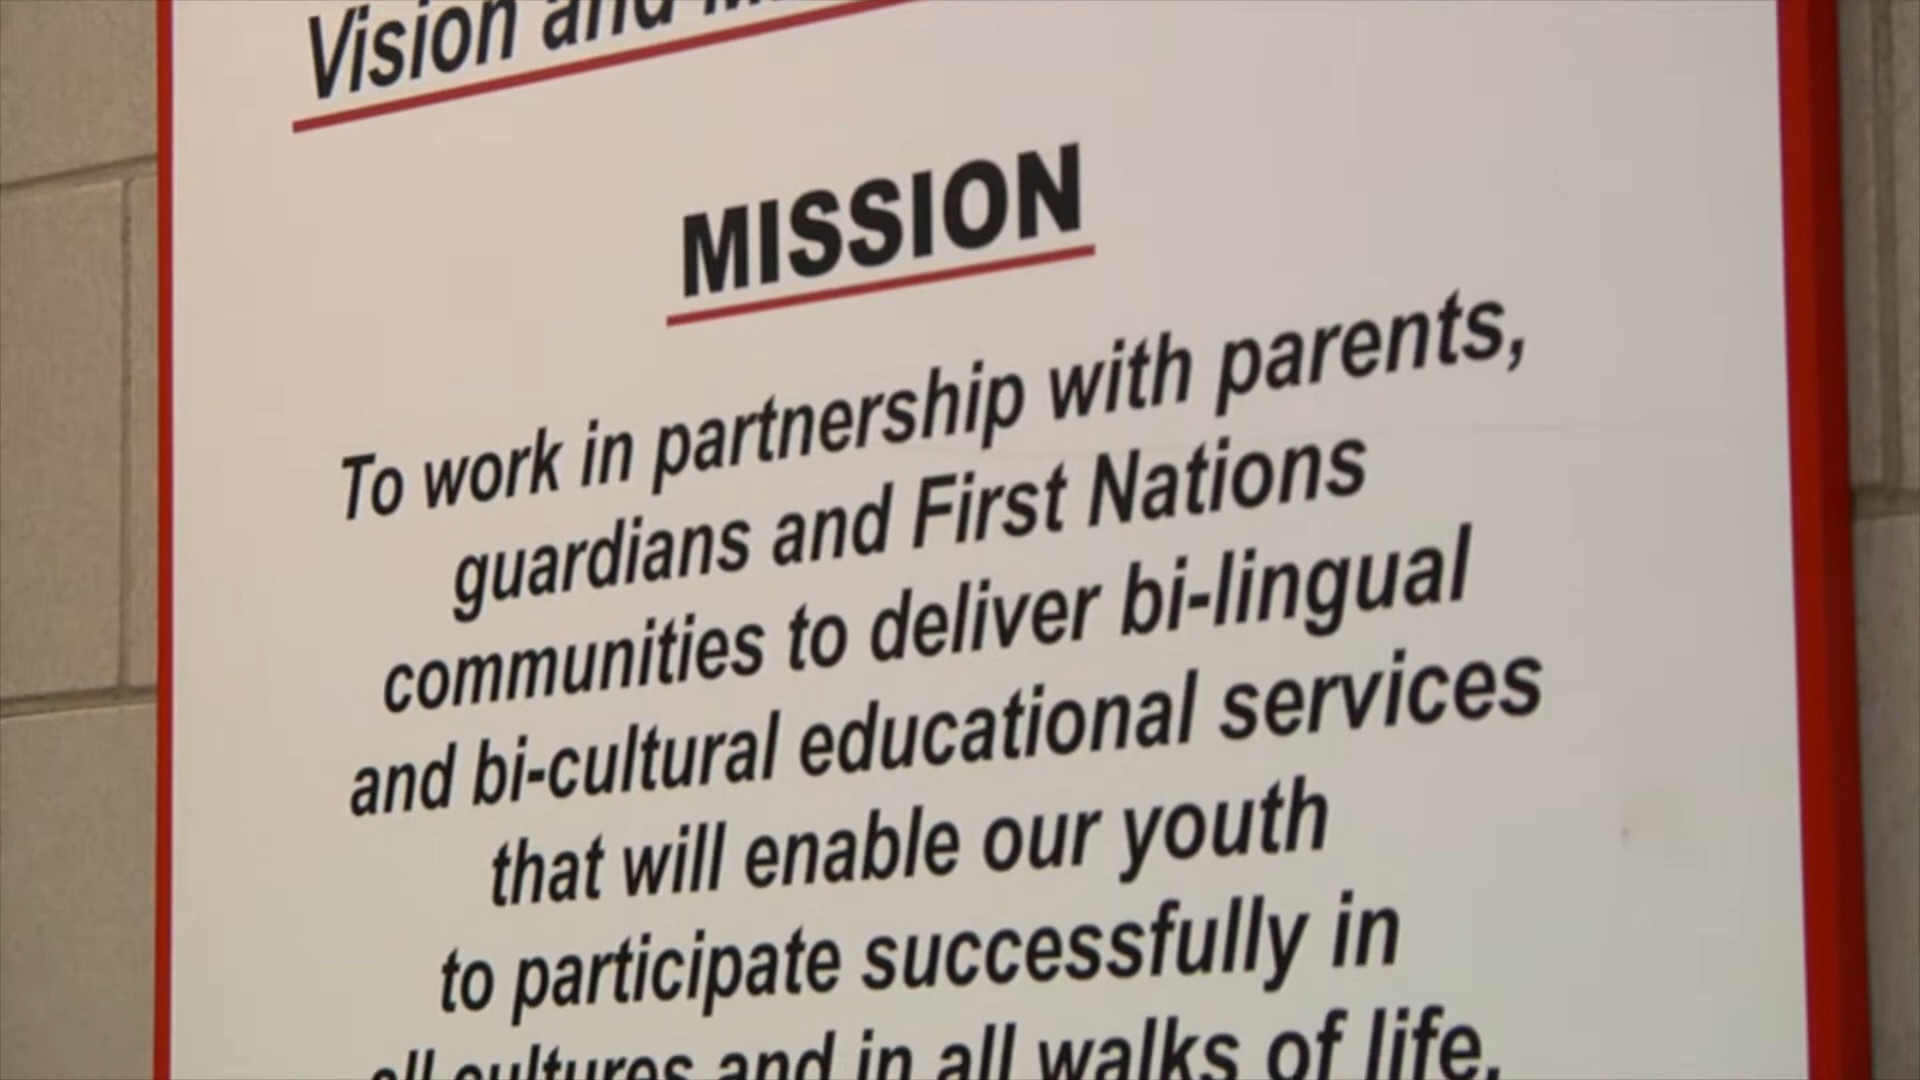 Vision and
MISSION
To work in partnership with parents,
guardians and First Nations
communities to deliver bi-lingual
and bi-cultural educational services
that will enable our youth
to participate successfully in
all cultures and in all walks of life.